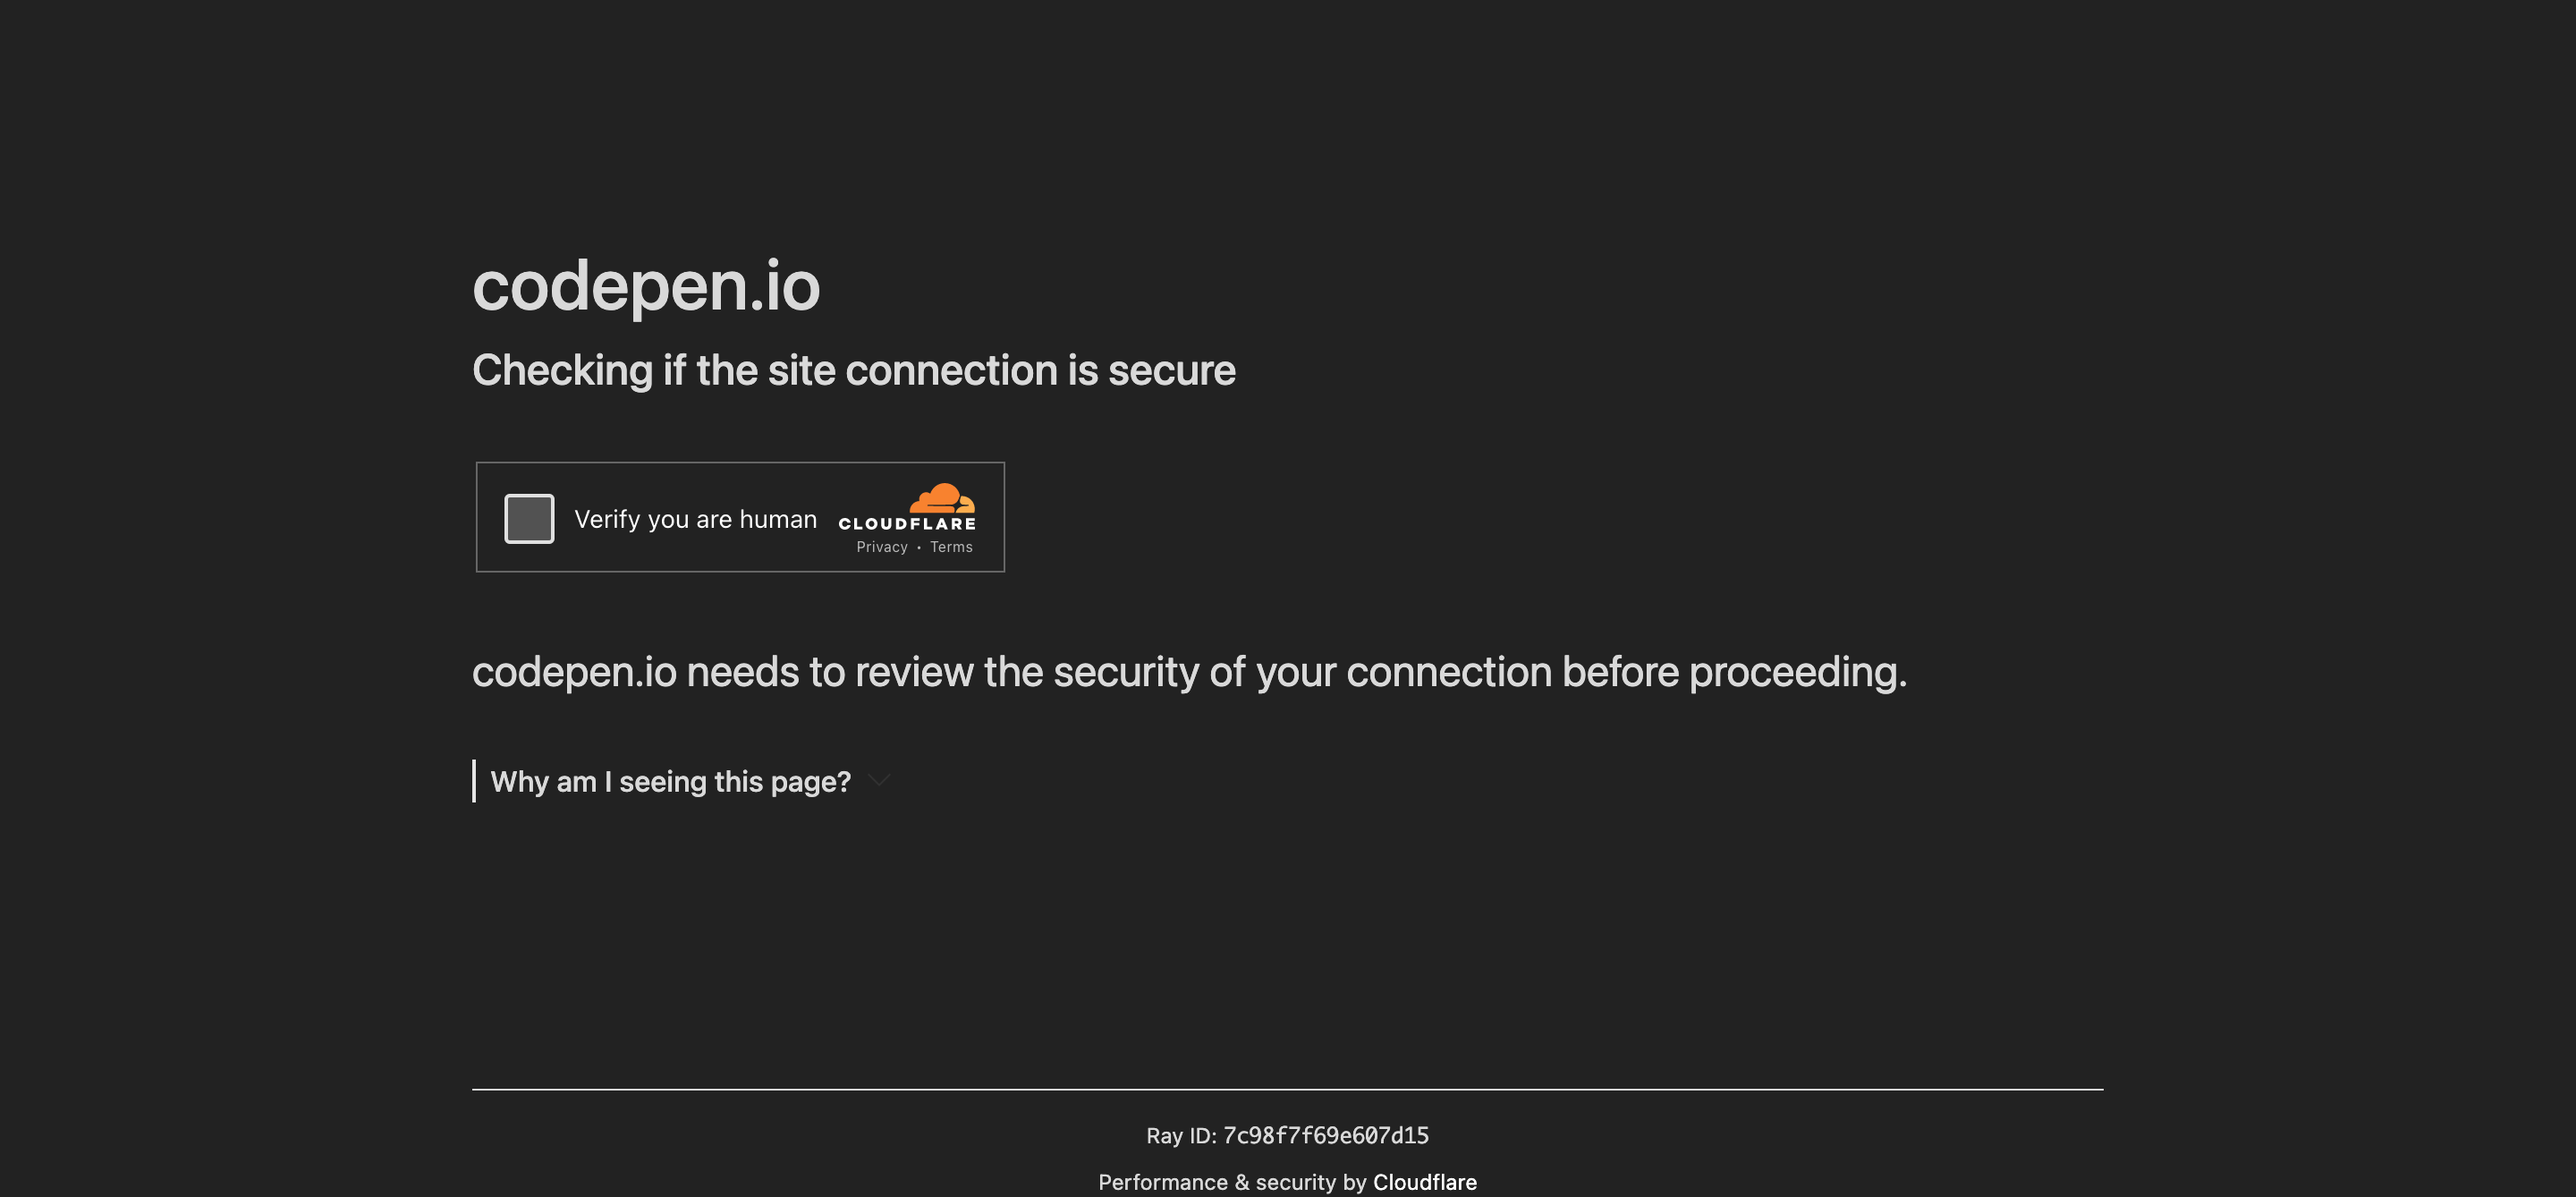 codepen.io
Checking if the site connection is secure
Verify you are human
CLOUDFLARE
Privacy • Terms
codepen.io needs to review the security of your connection before proceeding.
Why am I seeing this page?
Ray ID: 7c98f7f69e607d15
Performance & security by Cloudflare